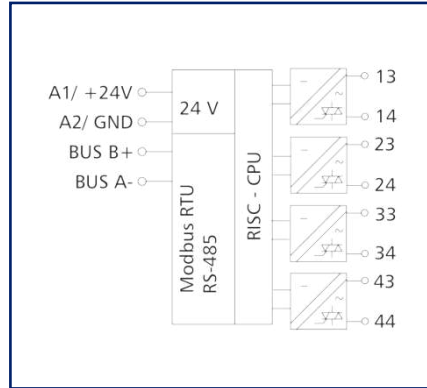 A1/ +24V
A2/ GND
BUS B+
BUS A-
24 V
Modbus RTU
RS-485
RISC - CPU
13
14
23
24
33
34
43
44